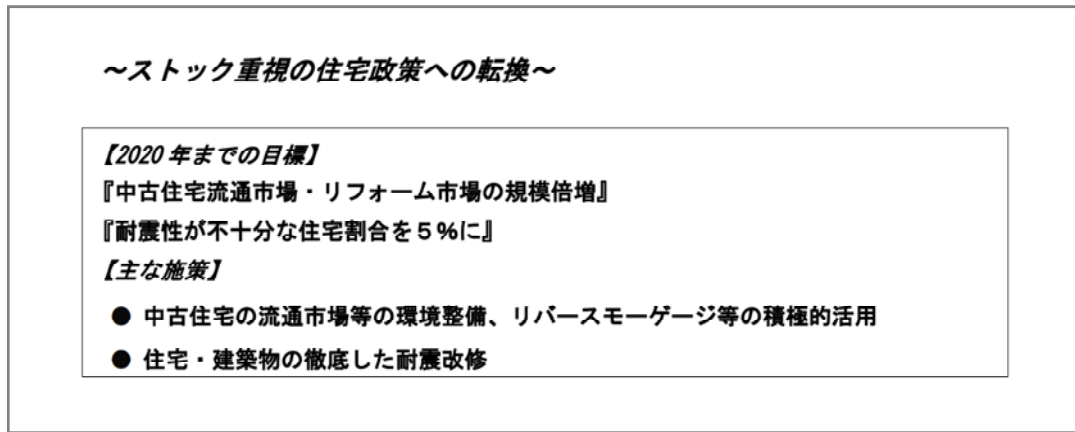 ~ストック重視の住宅政策への転換~
【2020年までの目標】
『中古住宅流通市場・リフォーム市場の規模倍増』
『耐震性が不十分な住宅割合を5%に』
【主な施策】
● 中古住宅の流通市場等の環境整備、リバースモーゲージ等の積極的活用
● 住宅・建築物の徹底した耐震改修